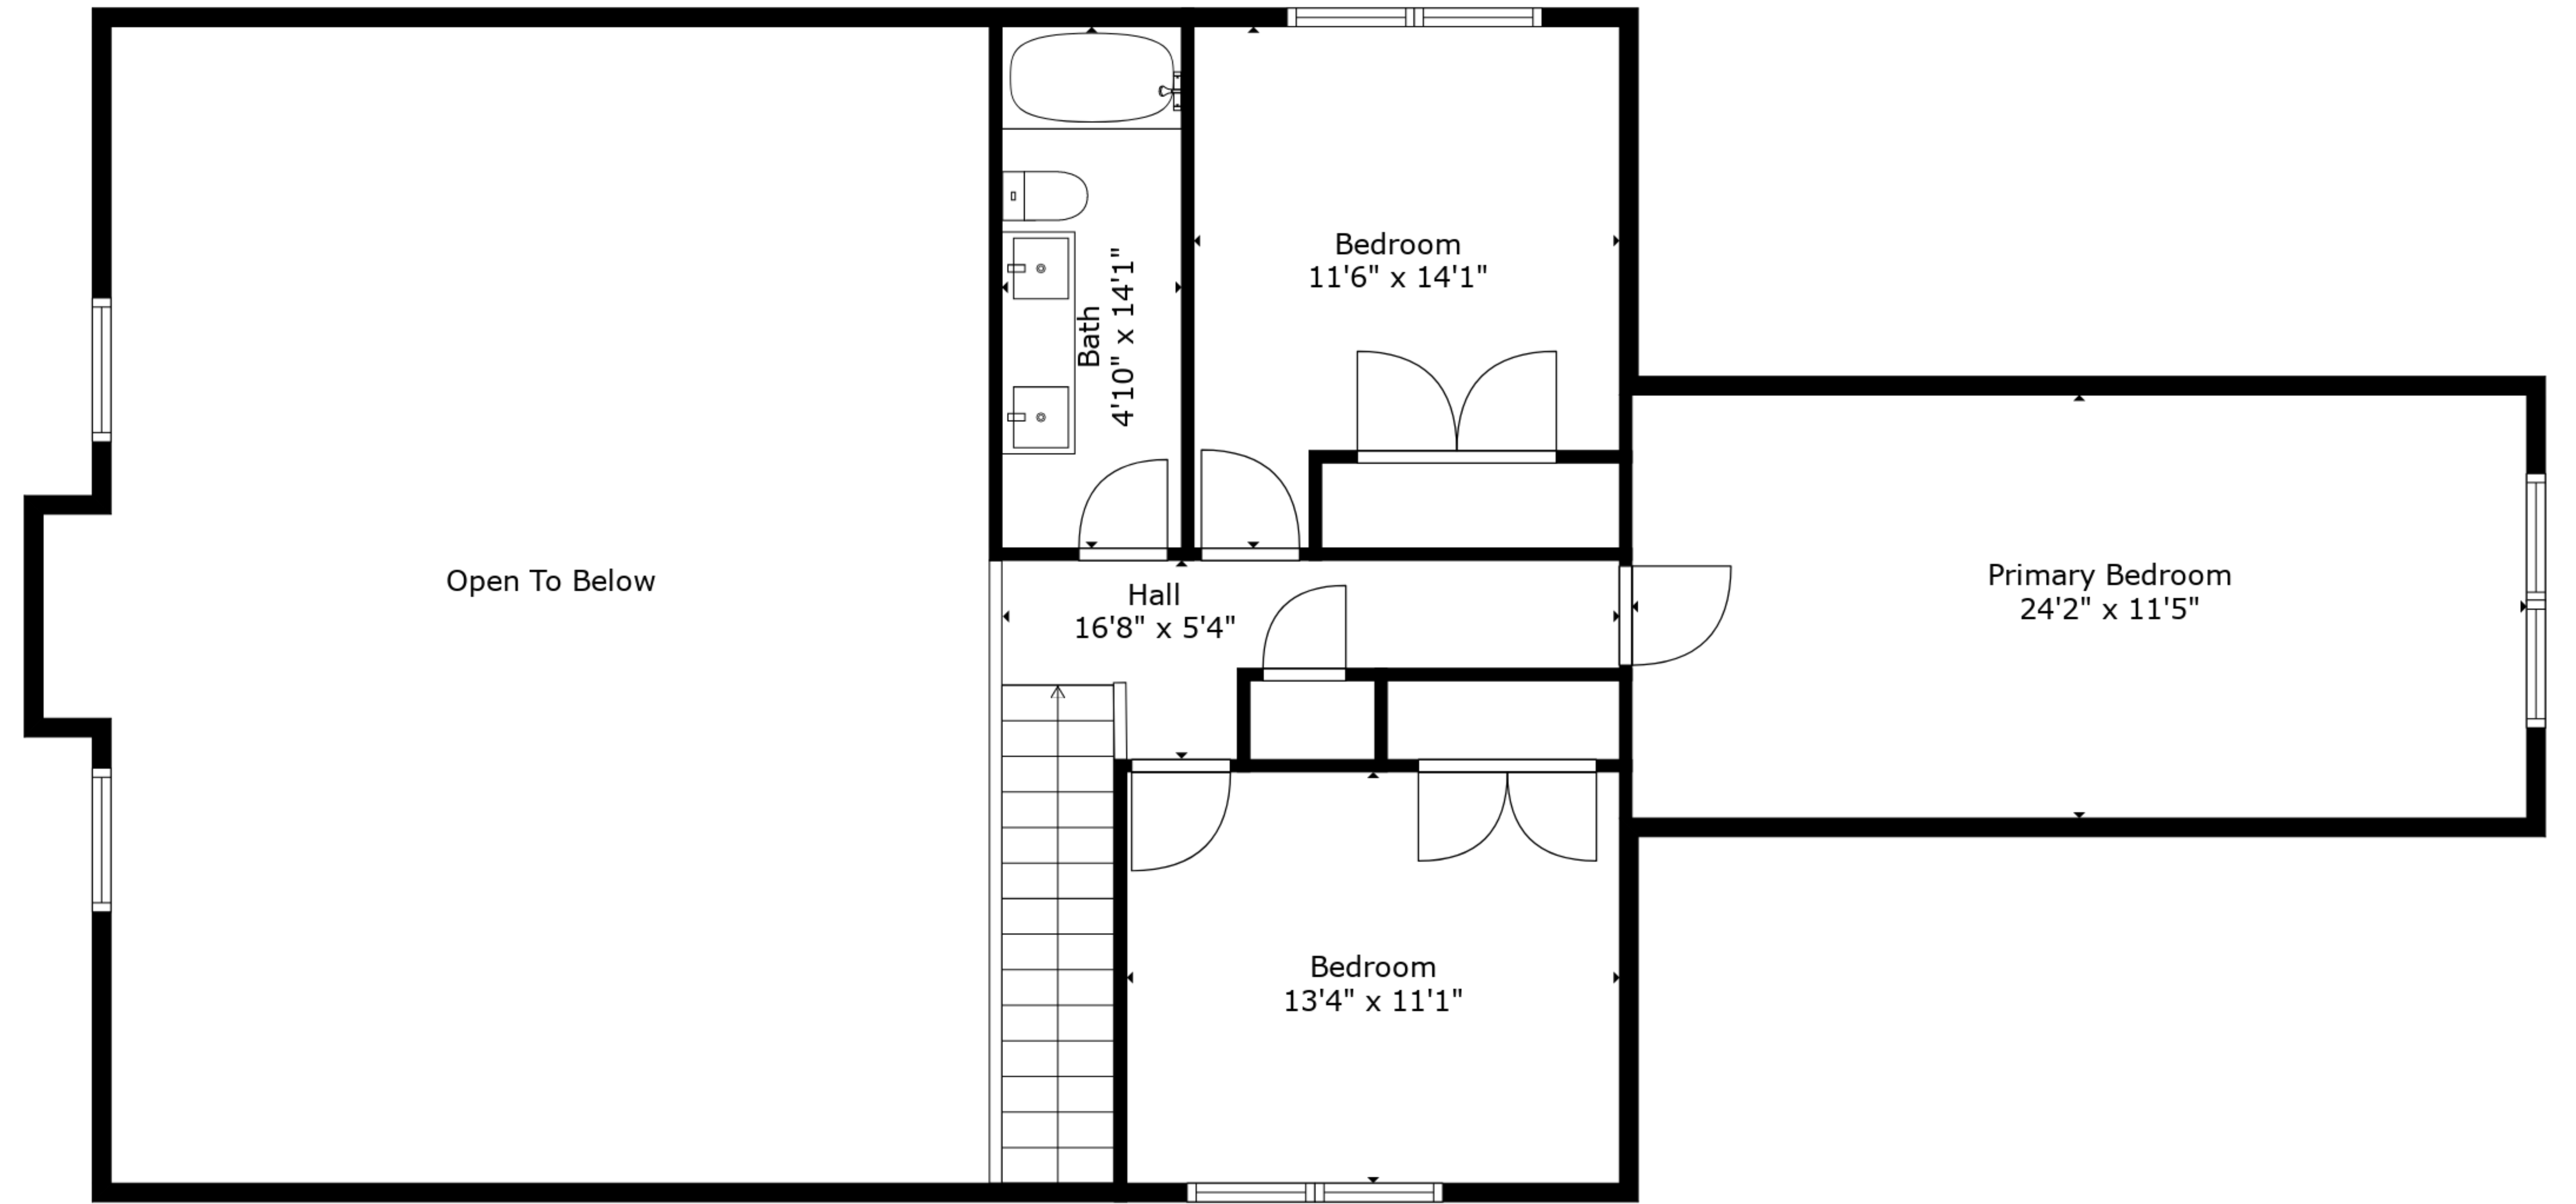 Bedroom
11'6" x 14'1"
Bath
4'10" x 14'1"
Open To Below
Hall
16'8" x 5'4"
Primary Bedroom
24'2" x 11'5"
Bedroom
13'4" x 11'1"